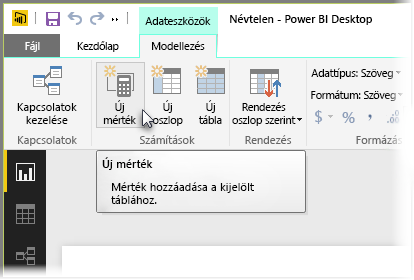 Adateszközök
Névtelen - Power BI Desktop
Fájl
Kezdőlap
Modellezés
Kapcsolatok
kezelése
Új
mérték
Új
oszlop
Új
tábla
Rendezés
oszlop szerint
Adattípus: Szöveg
Formátum: Szöveg
$ % ,
Kapcsolatok
Számítások
Rendezés
Formázás
Új mérték
Mérték hozzáadása a kijelölt
táblához.